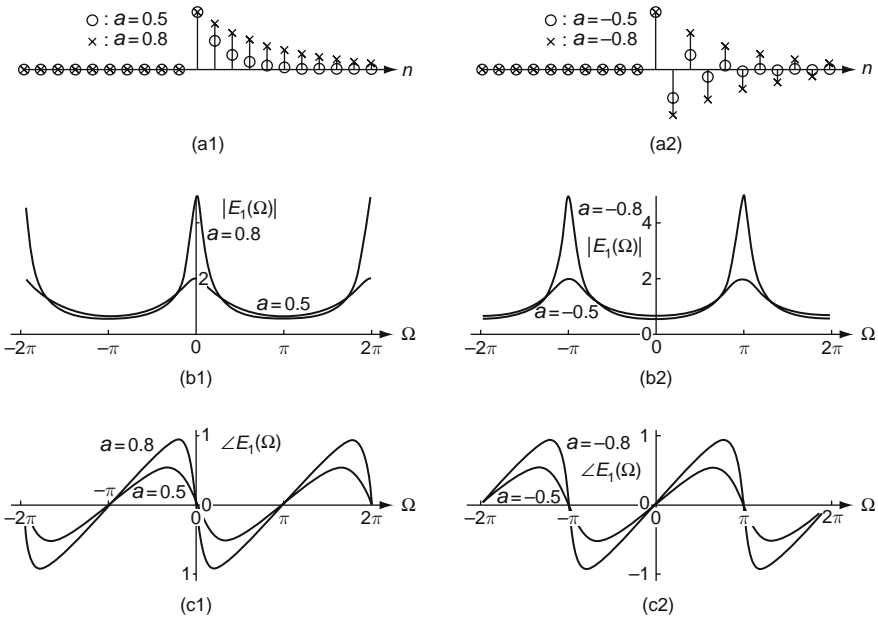 ○ : a = 0.5
× : a = 0.8
n
(a1)
○ : a = −0.5
× : a = −0.8
n
(a2)
|E₁(Ω)|
a = 0.8
2
a = 0.5
−2π −π 0 π 2π Ω
(b1)
4
a = −0.8
|E₁(Ω)|
2
a = −0.5
−2π −π 0 π 2π Ω
(b2)
1
a = 0.8
∠E₁(Ω)
a = 0.5
0
−2π −π 0 π 2π Ω
1
(c1)
1
a = −0.8
∠E₁(Ω)
a = −0.5
0
−2π −π 0 π 2π Ω
−1
(c2)